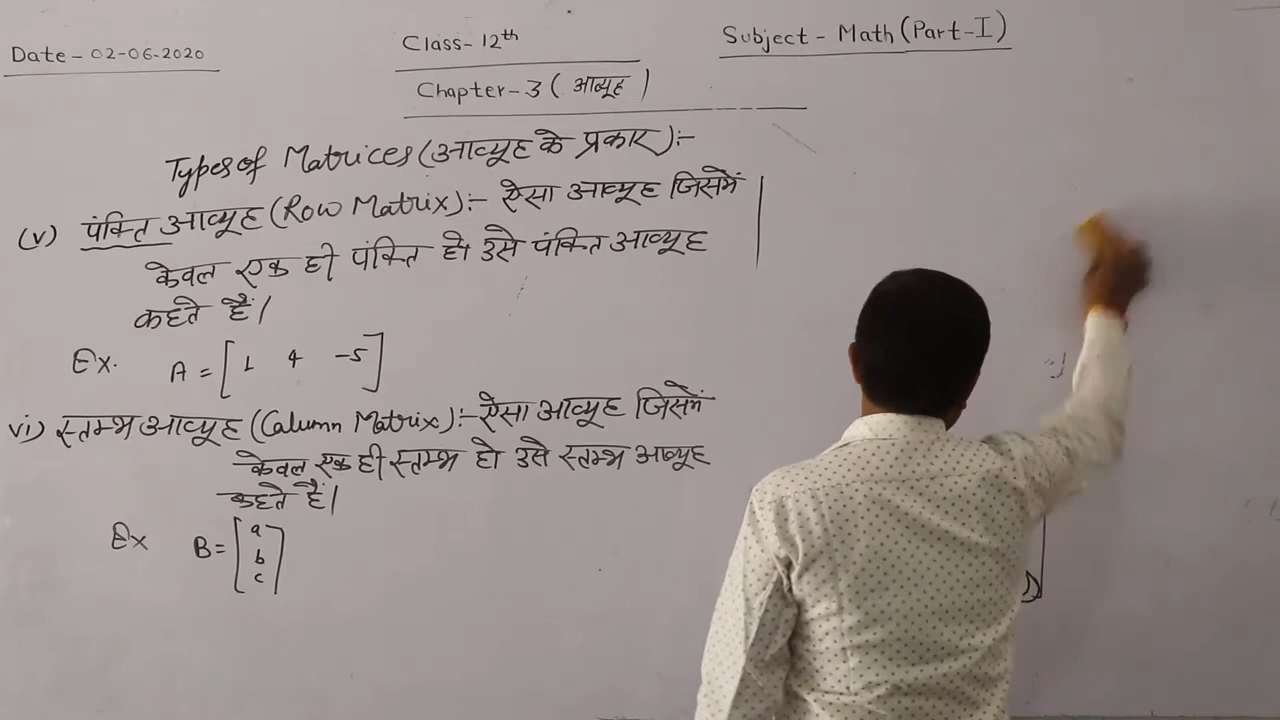 Date - 02-06-2020
Class - 12th
Subject - Math (Part-I)
Chapter - 3 ( आव्यूह )
Types of Matrices (आव्यूह के प्रकार) :-
(v) पंक्ति आव्यूह (Row Matrix) :- ऐसा आव्यूह जिसमें
केवल एक ही पंक्ति हो उसे पंक्ति आव्यूह
कहते हैं।
Ex. A = [ 1 4 -5 ]
vi) स्तम्भ आव्यूह (Calumn Matrix) :- ऐसा आव्यूह जिसमें
केवल एक ही स्तम्भ हो उसे स्तम्भ आव्यूह
कहते हैं।
Ex B = [ a
b
c ]